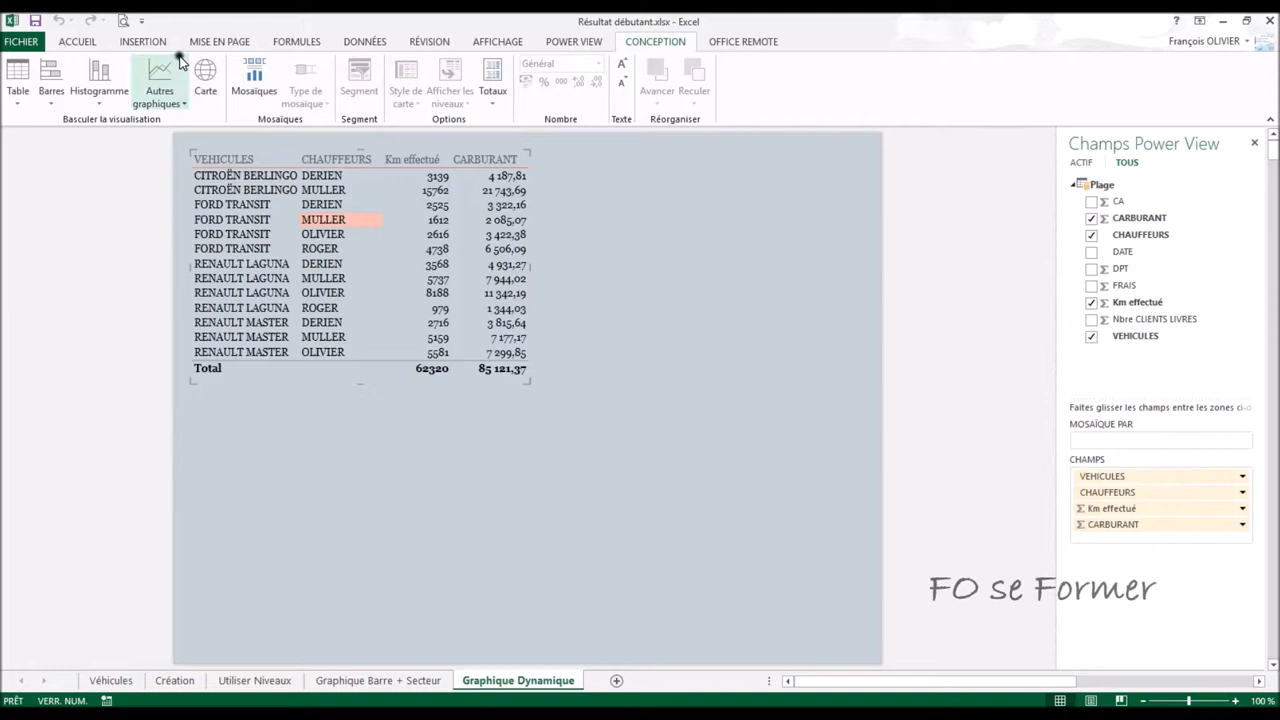 Résultat débutant.xlsx - Excel
FICHIER ACCUEIL INSERTION MISE EN PAGE FORMULES DONNÉES RÉVISION AFFICHAGE POWER VIEW CONCEPTION OFFICE REMOTE François OLIVIER
Table Barres Histogramme Autres graphiques Carte Mosaïques Type de mosaïque Segment Style de carte Afficher les niveaux Totaux Général % 000 Avancer Reculer
Basculer la visualisation Mosaïques Segment Options Nombre Texte Réorganiser
VEHICULES CHAUFFEURS Km effectué CARBURANT
CITROËN BERLINGO DERIEN 3139 4 187,81
CITROËN BERLINGO MULLER 15762 21 743,69
FORD TRANSIT DERIEN 2525 3 322,16
FORD TRANSIT MULLER 1612 2 085,07
FORD TRANSIT OLIVIER 2616 3 422,38
FORD TRANSIT ROGER 4738 6 506,09
RENAULT LAGUNA DERIEN 3568 4 931,27
RENAULT LAGUNA MULLER 5737 7 944,02
RENAULT LAGUNA OLIVIER 8188 11 342,19
RENAULT LAGUNA ROGER 979 1 344,03
RENAULT MASTER DERIEN 2716 3 815,64
RENAULT MASTER MULLER 5159 7 177,17
RENAULT MASTER OLIVIER 5581 7 299,85
Total 62320 85 121,37
Champs Power View
ACTIF TOUS
Plage
Σ CA
Σ CARBURANT
CHAUFFEURS
DATE
Σ DPT
Σ FRAIS
Σ Km effectué
Σ Nbre CLIENTS LIVRES
VEHICULES
Faites glisser les champs entre les zones ci-d
MOSAÏQUE PAR
CHAMPS
VEHICULES
CHAUFFEURS
Σ Km effectué
Σ CARBURANT
FO se Former
Véhicules Création Utiliser Niveaux Graphique Barre + Secteur Graphique Dynamique
PRÊT VERR. NUM. 100 %